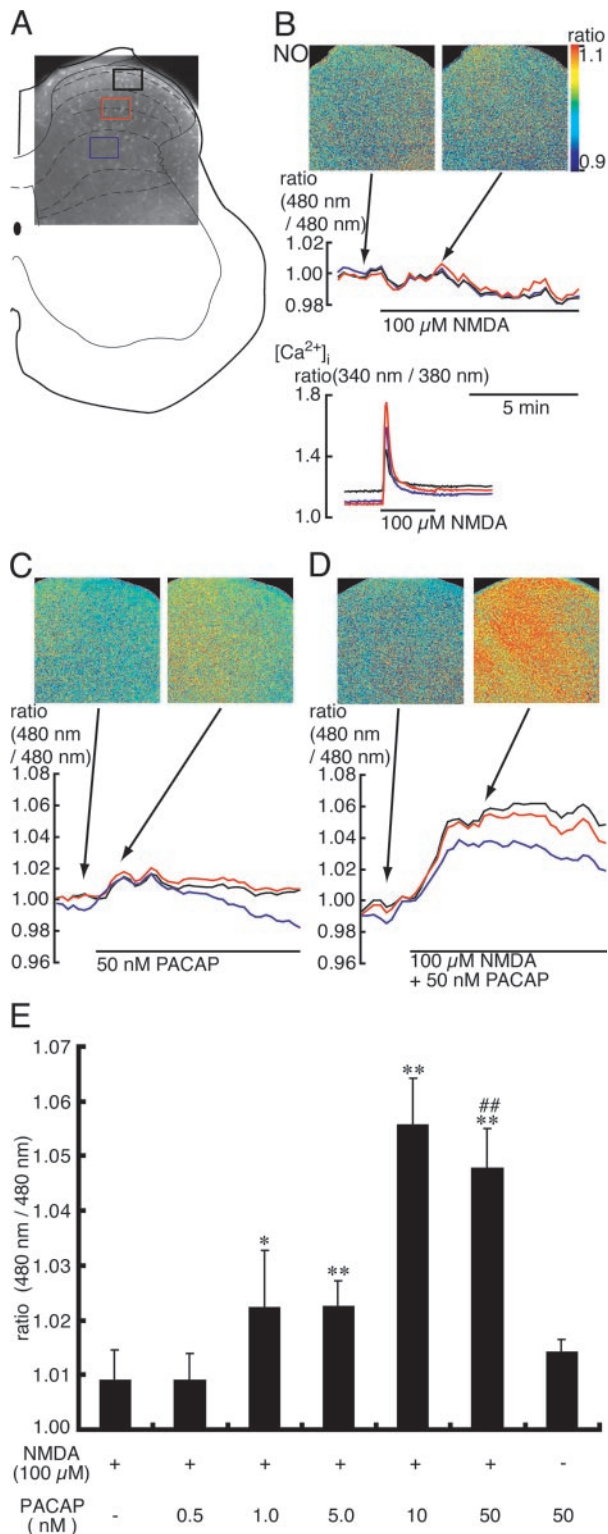 A
B
NO
ratio
1.1
0.9
ratio
(480 nm
/ 480 nm)
1.02
1.00
0.98
100 µM NMDA
[Ca2+]i
ratio(340 nm / 380 nm)
1.8
1.4
1.0
5 min
100 µM NMDA
C
ratio
(480 nm
/ 480 nm)
1.08
1.06
1.04
1.02
1.00
0.98
0.96
50 nM PACAP
D
ratio
(480 nm
/ 480 nm)
1.08
1.06
1.04
1.02
1.00
0.98
0.96
100 µM NMDA
+ 50 nM PACAP
E
ratio (480 nm / 480 nm)
1.07
1.06
1.05
1.04
1.03
1.02
1.01
1.00
*
**
**
##
**
NMDA
(100 µM)
+ + + + + + -
PACAP
( nM )
- 0.5 1.0 5.0 10 50 50